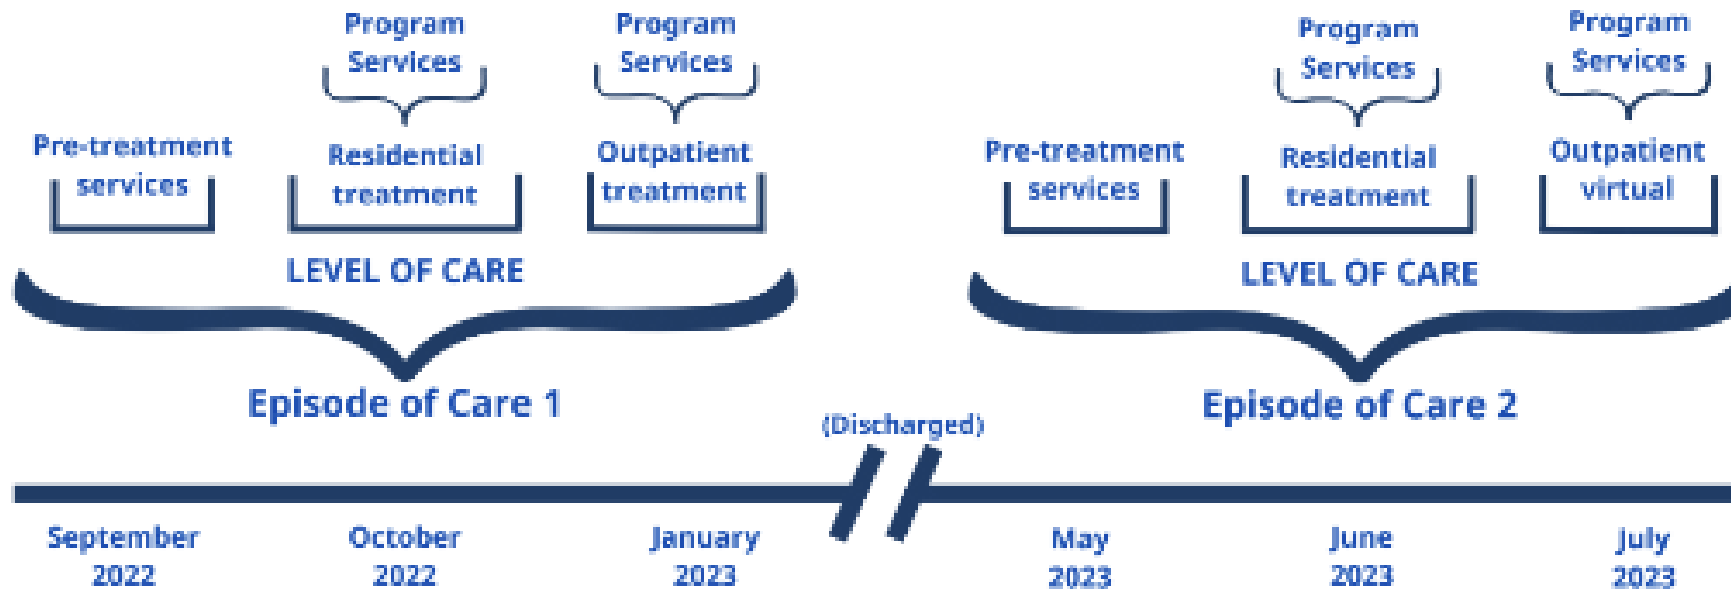 Program
Services
Program
Services
Pre-treatment
services
Residential
treatment
Outpatient
treatment
LEVEL OF CARE
Episode of Care 1
(Discharged)
Program
Services
Program
Services
Pre-treatment
services
Residential
treatment
Outpatient
virtual
LEVEL OF CARE
Episode of Care 2
September
2022
October
2022
January
2023
May
2023
June
2023
July
2023